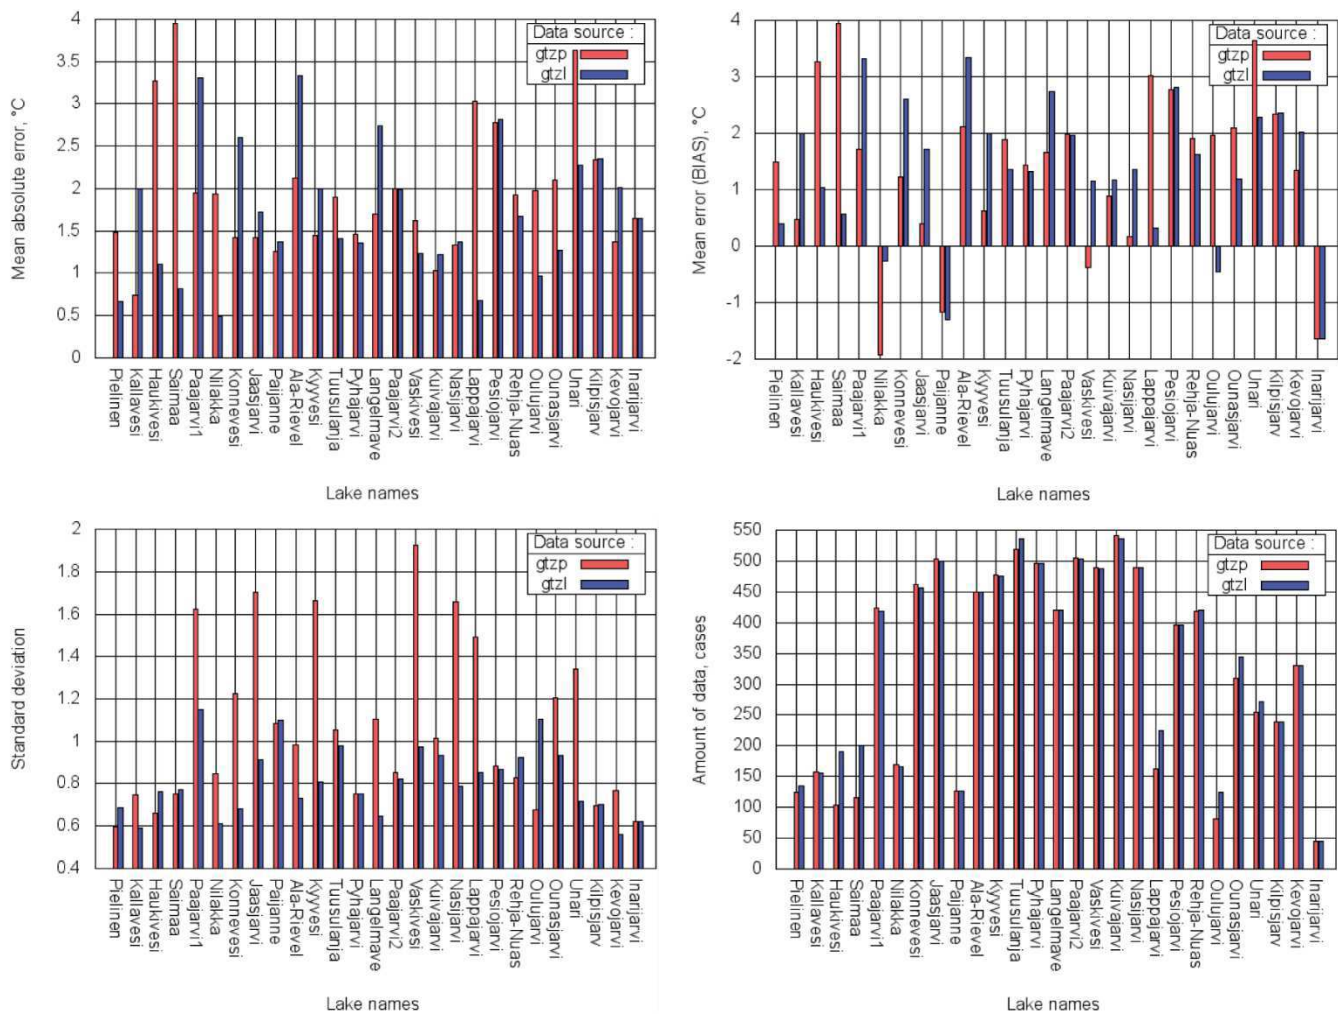 Mean absolute error, °C
4
3.5
3
2.5
2
1.5
1
0.5
0
Data source :
gtzp
gtzl
Pielinen
Kallavesi
Haukivesi
Saimaa
Paajarvi1
Nilakka
Konnevesi
Jaasjarvi
Paijanne
Ala-Rievel
Kyyvesi
Tuusulanja
Pyhajarvi
Langelmave
Paajarvi2
Vaskivesi
Kuivajarvi
Nasijarvi
Lappajarvi
Pesiojarvi
Rehja-Nuas
Oulujarvi
Ounasjarvi
Unari
Kilpisjarv
Kevojarvi
Inarijarvi
Lake names
Mean error (BIAS), °C
4
3
2
1
0
-1
-2
Data source :
gtzp
gtzl
Pielinen
Kallavesi
Haukivesi
Saimaa
Paajarvi1
Nilakka
Konnevesi
Jaasjarvi
Paijanne
Ala-Rievel
Kyyvesi
Tuusulanja
Pyhajarvi
Langelmave
Paajarvi2
Vaskivesi
Kuivajarvi
Nasijarvi
Lappajarvi
Pesiojarvi
Rehja-Nuas
Oulujarvi
Ounasjarvi
Unari
Kilpisjarv
Kevojarvi
Inarijarvi
Lake names
Standard deviation
2
1.8
1.6
1.4
1.2
1
0.8
0.6
0.4
Data source :
gtzp
gtzl
Pielinen
Kallavesi
Haukivesi
Saimaa
Paajarvi1
Nilakka
Konnevesi
Jaasjarvi
Paijanne
Ala-Rievel
Kyyvesi
Tuusulanja
Pyhajarvi
Langelmave
Paajarvi2
Vaskivesi
Kuivajarvi
Nasijarvi
Lappajarvi
Pesiojarvi
Rehja-Nuas
Oulujarvi
Ounasjarvi
Unari
Kilpisjarv
Kevojarvi
Inarijarvi
Lake names
Amount of data, cases
550
500
450
400
350
300
250
200
150
100
50
0
Data source :
gtzp
gtzl
Pielinen
Kallavesi
Haukivesi
Saimaa
Paajarvi1
Nilakka
Konnevesi
Jaasjarvi
Paijanne
Ala-Rievel
Kyyvesi
Tuusulanja
Pyhajarvi
Langelmave
Paajarvi2
Vaskivesi
Kuivajarvi
Nasijarvi
Lappajarvi
Pesiojarvi
Rehja-Nuas
Oulujarvi
Ounasjarvi
Unari
Kilpisjarv
Kevojarvi
Inarijarvi
Lake names